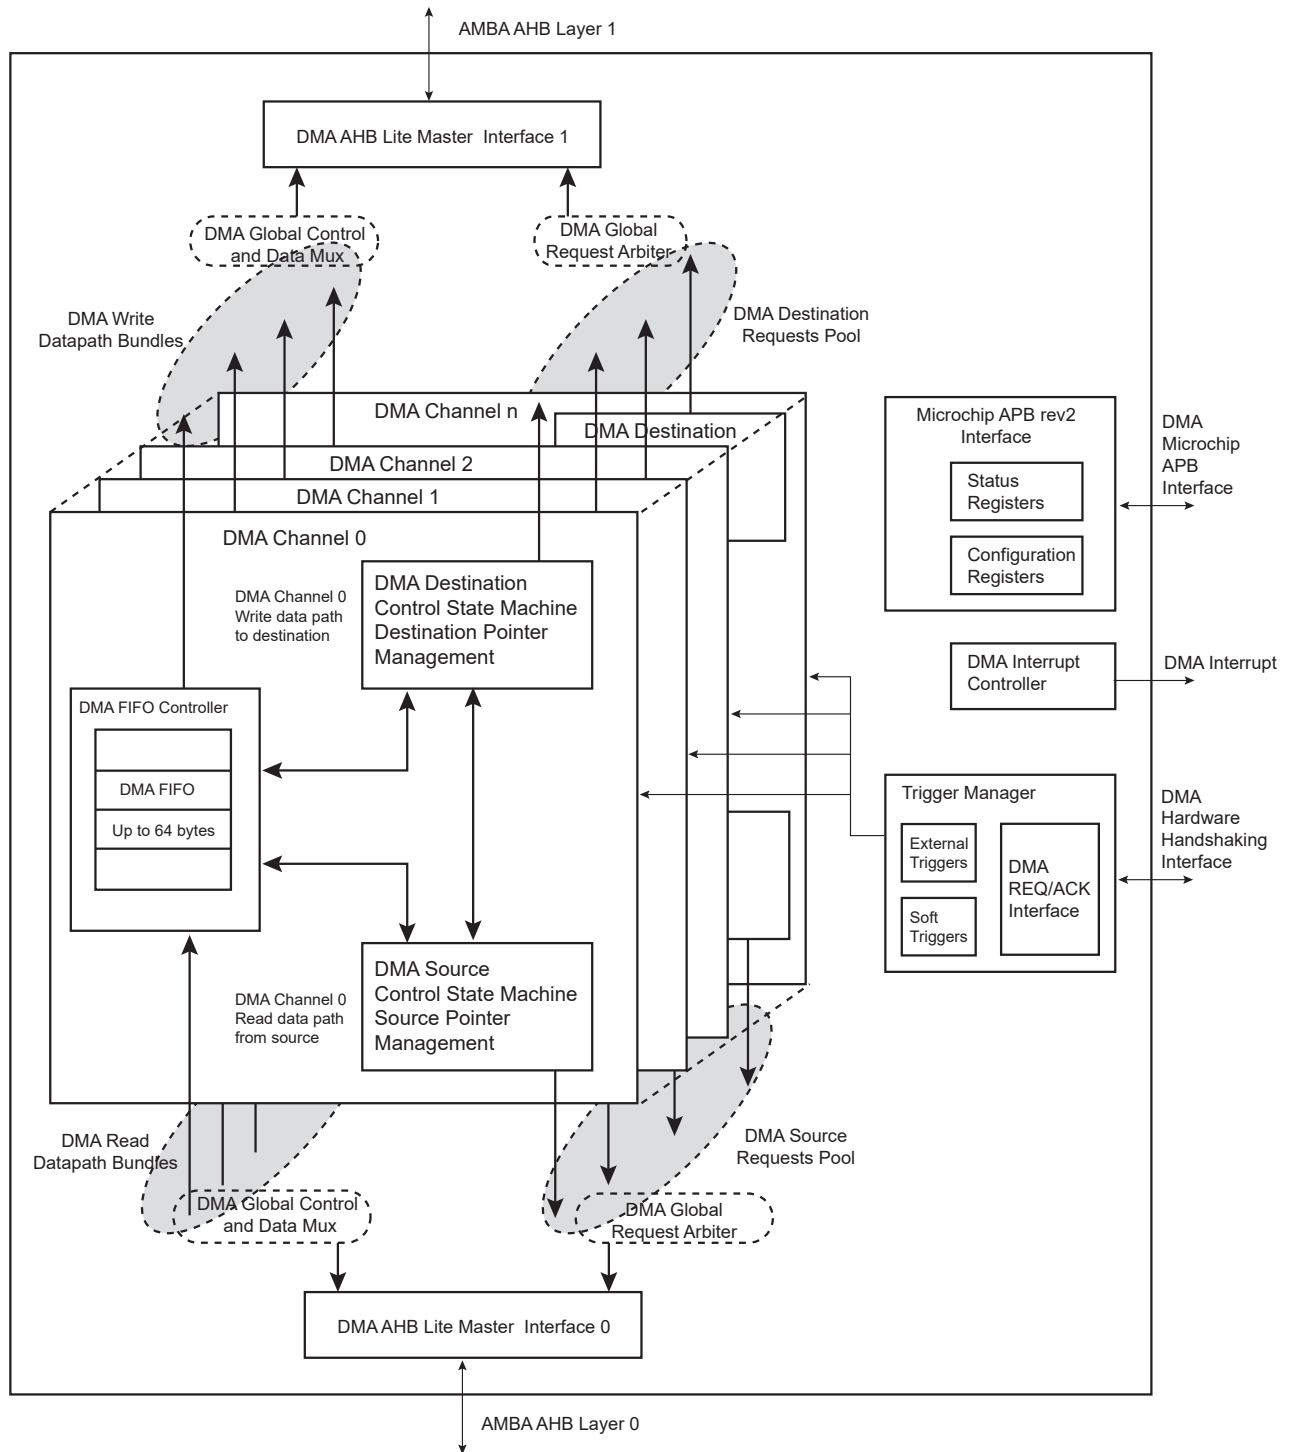 AMBA AHB Layer 1
DMA AHB Lite Master Interface 1
DMA Global Control
and Data Mux
DMA Global
Request Arbiter
DMA Write
Datapath Bundles
DMA Destination
Requests Pool
DMA Channel n
DMA Destination
DMA Channel 2
DMA Channel 1
DMA Channel 0
DMA Channel 0
Write data path
to destination
DMA Destination
Control State Machine
Destination Pointer
Management
DMA FIFO Controller
DMA FIFO
Up to 64 bytes
DMA Channel 0
Read data path
from source
DMA Source
Control State Machine
Source Pointer
Management
Microchip APB rev2
Interface
Status
Registers
Configuration
Registers
DMA
Microchip
APB
Interface
DMA Interrupt
Controller
DMA Interrupt
Trigger Manager
External
Triggers
Soft
Triggers
DMA
REQ/ACK
Interface
DMA
Hardware
Handshaking
Interface
DMA Read
Datapath Bundles
DMA Source
Requests Pool
DMA Global Control
and Data Mux
DMA Global
Request Arbiter
DMA AHB Lite Master Interface 0
AMBA AHB Layer 0